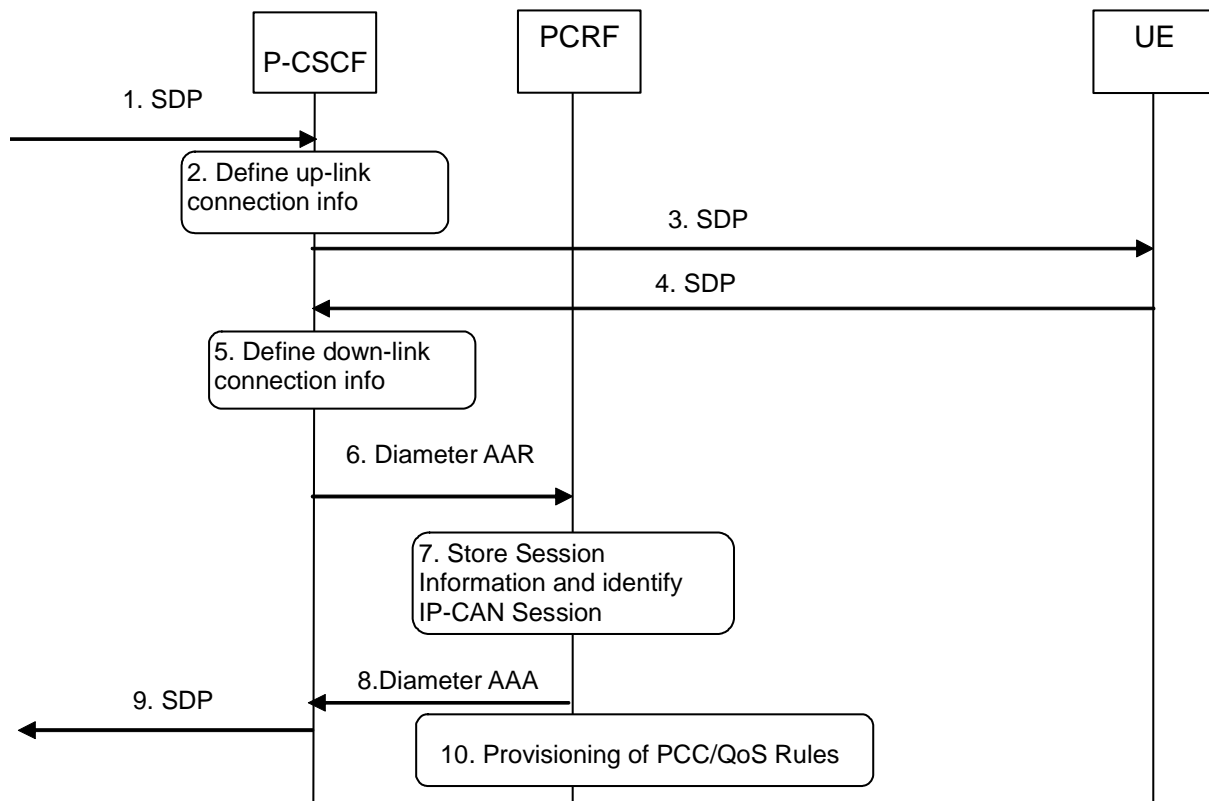 P-CSCF
PCRF
UE
1. SDP
2. Define up-link
connection info
3. SDP
4. SDP
5. Define down-link
connection info
6. Diameter AAR
7. Store Session
Information and identify
IP-CAN Session
8.Diameter AAA
9. SDP
10. Provisioning of PCC/QoS Rules